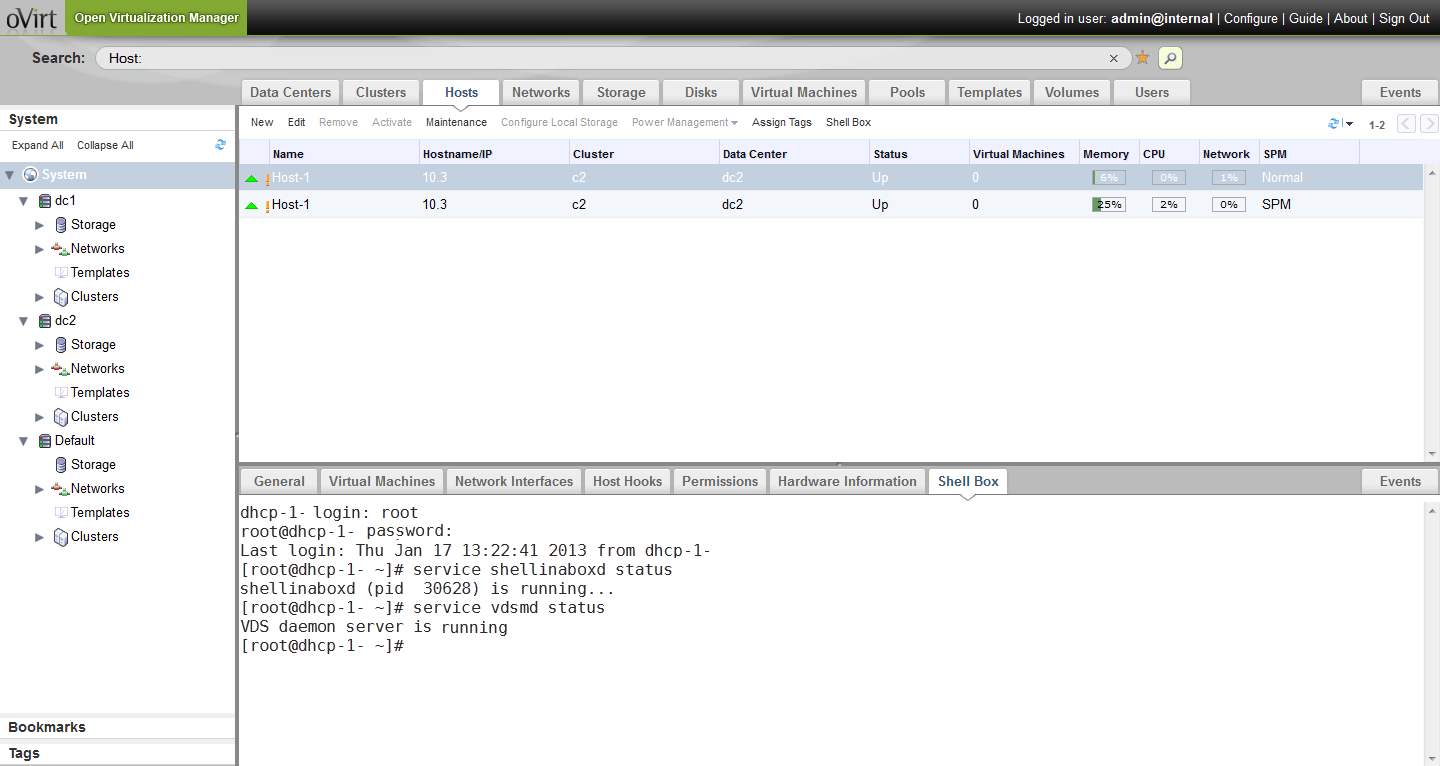 oVirt Open Virtualization Manager
Logged in user: admin@internal | Configure | Guide | About | Sign Out
Search: Host:
Data Centers Clusters Hosts Networks Storage Disks Virtual Machines Pools Templates Volumes Users Events
System
Expand All Collapse All
System
dc1
Storage
Networks
Templates
Clusters
dc2
Storage
Networks
Templates
Clusters
Default
Storage
Networks
Templates
Clusters
Bookmarks
Tags
New Edit Remove Activate Maintenance Configure Local Storage Power Management Assign Tags Shell Box 1-2
Name Hostname/IP Cluster Data Center Status Virtual Machines Memory CPU Network SPM
Host-1 10.3 c2 dc2 Up 0 6% 0% 1% Normal
Host-1 10.3 c2 dc2 Up 0 25% 2% 0% SPM
General Virtual Machines Network Interfaces Host Hooks Permissions Hardware Information Shell Box Events
dhcp-1- login: root
root@dhcp-1- password:
Last login: Thu Jan 17 13:22:41 2013 from dhcp-1-
[root@dhcp-1- ~]# service shellinaboxd status
shellinaboxd (pid  30628) is running...
[root@dhcp-1- ~]# service vdsmd status
VDS daemon server is running
[root@dhcp-1- ~]#